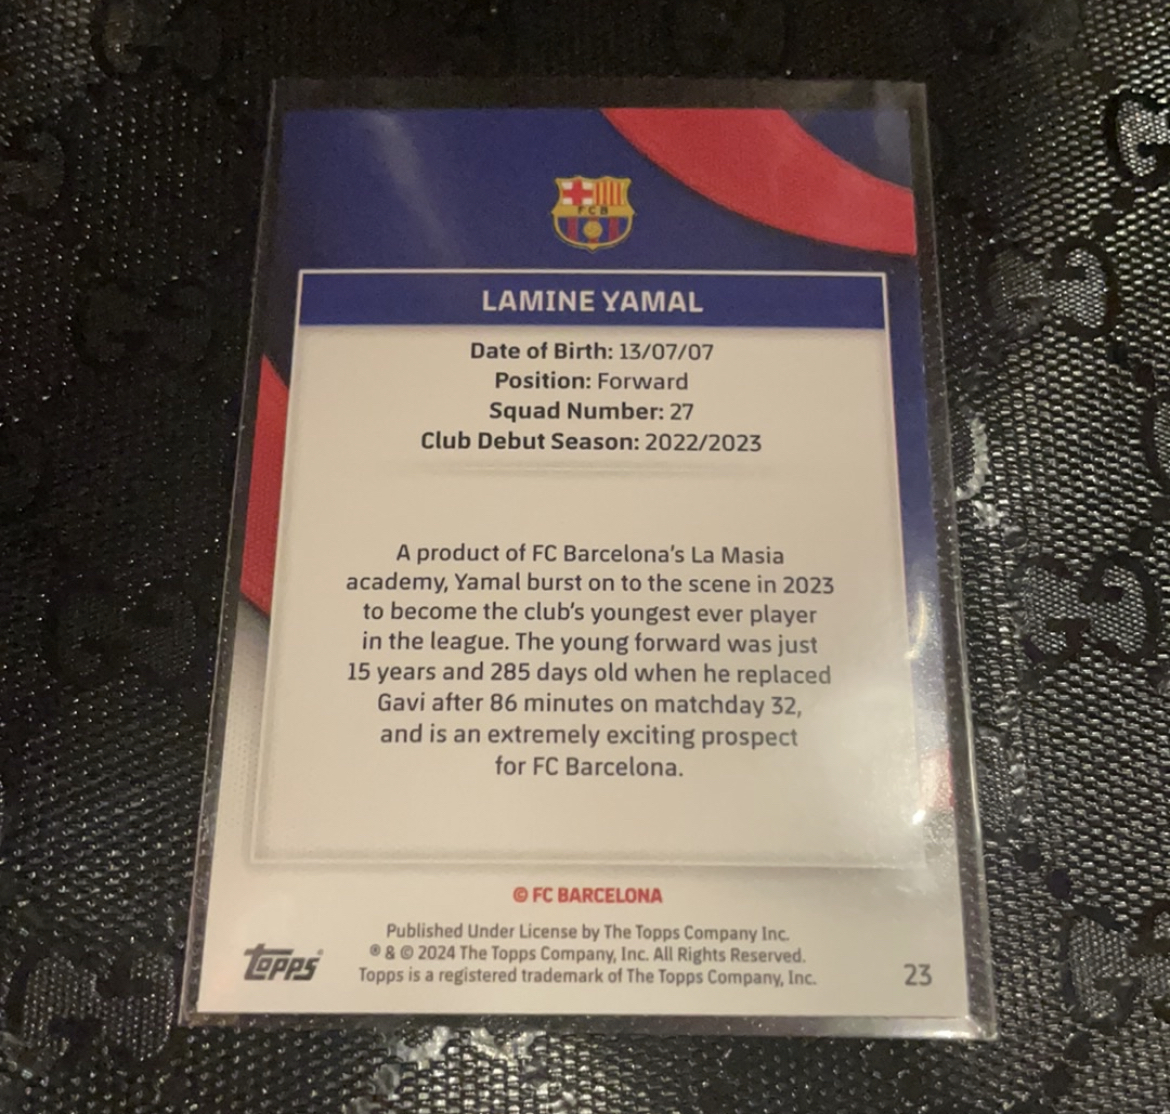 FCB
LAMINE YAMAL
Date of Birth: 13/07/07
Position: Forward
Squad Number: 27
Club Debut Season: 2022/2023
A product of FC Barcelona's La Masia
academy, Yamal burst on to the scene in 2023
to become the club's youngest ever player
in the league. The young forward was just
15 years and 285 days old when he replaced
Gavi after 86 minutes on matchday 32,
and is an extremely exciting prospect
for FC Barcelona.
© FC BARCELONA
Published Under License by The Topps Company Inc.
® & © 2024 The Topps Company, Inc. All Rights Reserved.
Topps is a registered trademark of The Topps Company, Inc.
Topps®
23